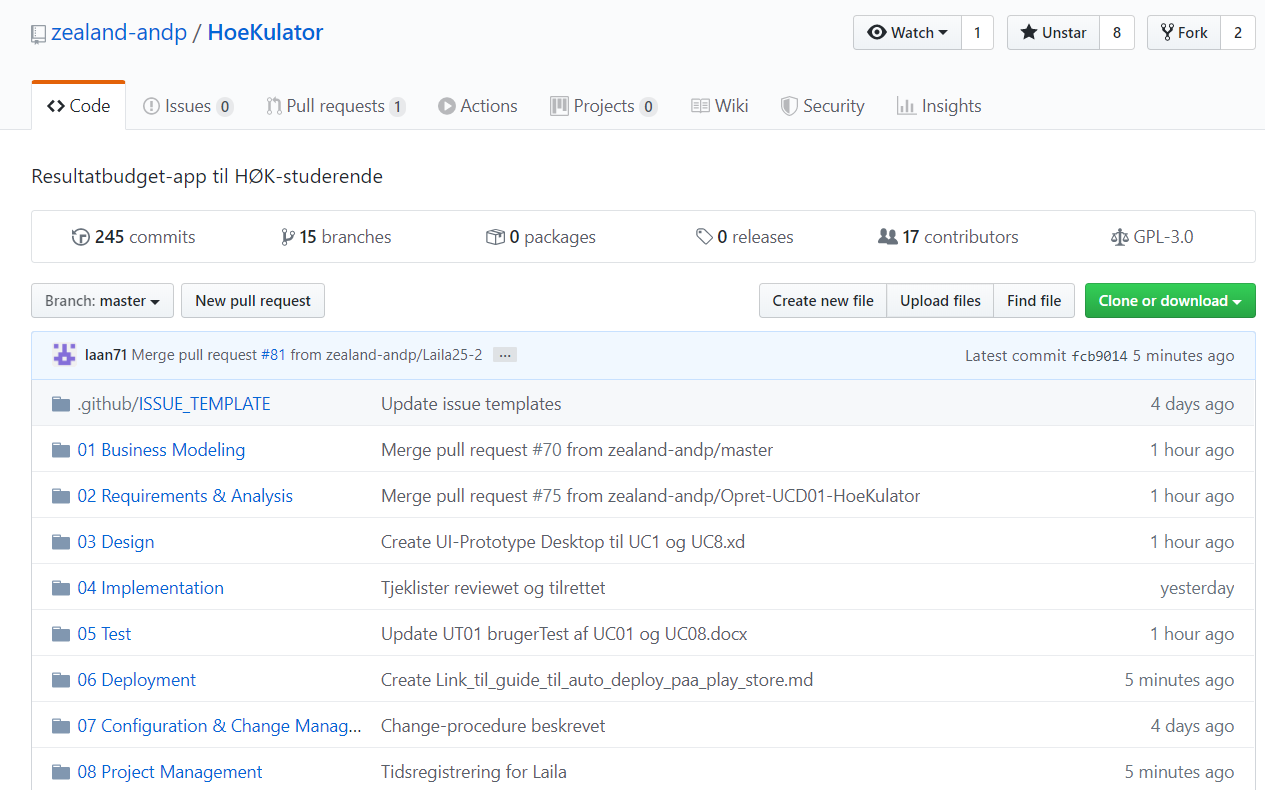 zealand-andp / HoeKulator
Watch 1 Unstar 8 Fork 2
Code Issues 0 Pull requests 1 Actions Projects 0 Wiki Security Insights
Resultatbudget-app til HØK-studerende
245 commits 15 branches 0 packages 0 releases 17 contributors GPL-3.0
Branch: master New pull request Create new file Upload files Find file Clone or download
laan71 Merge pull request #81 from zealand-andp/Laila25-2 ... Latest commit fcb9014 5 minutes ago
.github/ISSUE_TEMPLATE Update issue templates 4 days ago
01 Business Modeling Merge pull request #70 from zealand-andp/master 1 hour ago
02 Requirements & Analysis Merge pull request #75 from zealand-andp/Opret-UCD01-HoeKulator 1 hour ago
03 Design Create UI-Prototype Desktop til UC1 og UC8.xd 1 hour ago
04 Implementation Tjeklister reviewet og tilrettet yesterday
05 Test Update UT01 brugerTest af UC01 og UC08.docx 1 hour ago
06 Deployment Create Link_til_guide_til_auto_deploy_paa_play_store.md 5 minutes ago
07 Configuration & Change Manag... Change-procedure beskrevet 4 days ago
08 Project Management Tidsregistrering for Laila 5 minutes ago